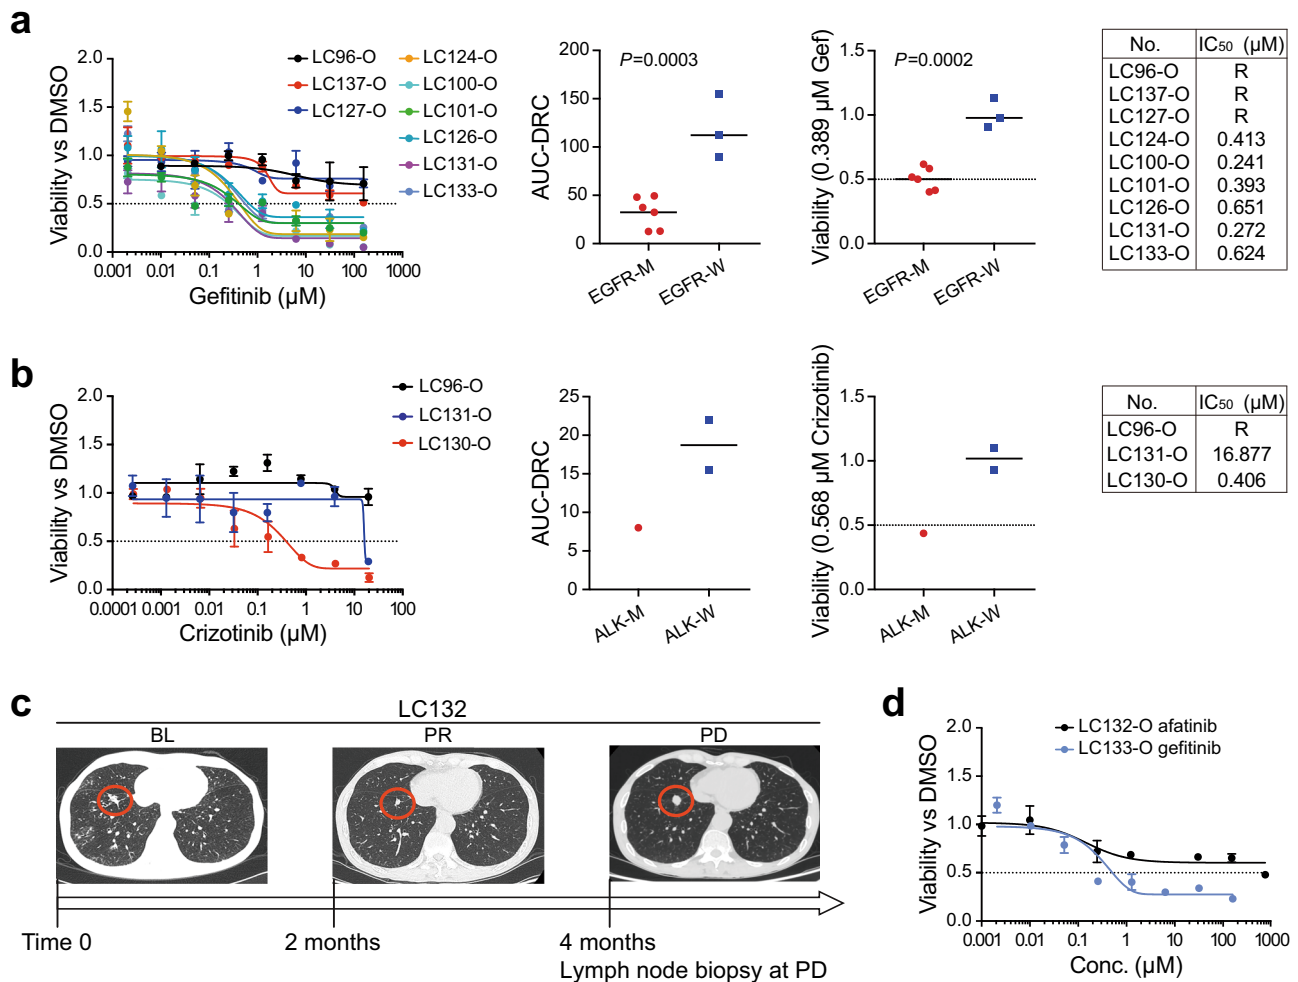 a
Viability vs DMSO
2.0
1.5
1.0
0.5
0.0
0.001
0.01
0.1
1
10
100
1000
Gefitinib (µM)
LC96-O
LC137-O
LC127-O
LC124-O
LC100-O
LC101-O
LC126-O
LC131-O
LC133-O
AUC-DRC
200
150
100
50
0
P=0.0003
EGFR-M
EGFR-W
Viability (0.389 µM Gef)
1.5
1.0
0.5
0.0
P=0.0002
EGFR-M
EGFR-W
No. IC50 (µM)
LC96-O R
LC137-O R
LC127-O R
LC124-O 0.413
LC100-O 0.241
LC101-O 0.393
LC126-O 0.651
LC131-O 0.272
LC133-O 0.624
b
Viability vs DMSO
2.0
1.5
1.0
0.5
0.0
0.0001
0.001
0.01
0.1
1
10
100
Crizotinib (µM)
LC96-O
LC131-O
LC130-O
AUC-DRC
25
20
15
10
5
0
ALK-M
ALK-W
Viability (0.568 µM Crizotinib)
1.5
1.0
0.5
0.0
ALK-M
ALK-W
No. IC50 (µM)
LC96-O R
LC131-O 16.877
LC130-O 0.406
c
LC132
BL
PR
PD
Time 0
2 months
4 months
Lymph node biopsy at PD
d
Viability vs DMSO
2.0
1.5
1.0
0.5
0.0
0.001
0.01
0.1
1
10
100
1000
Conc. (µM)
LC132-O afatinib
LC133-O gefitinib